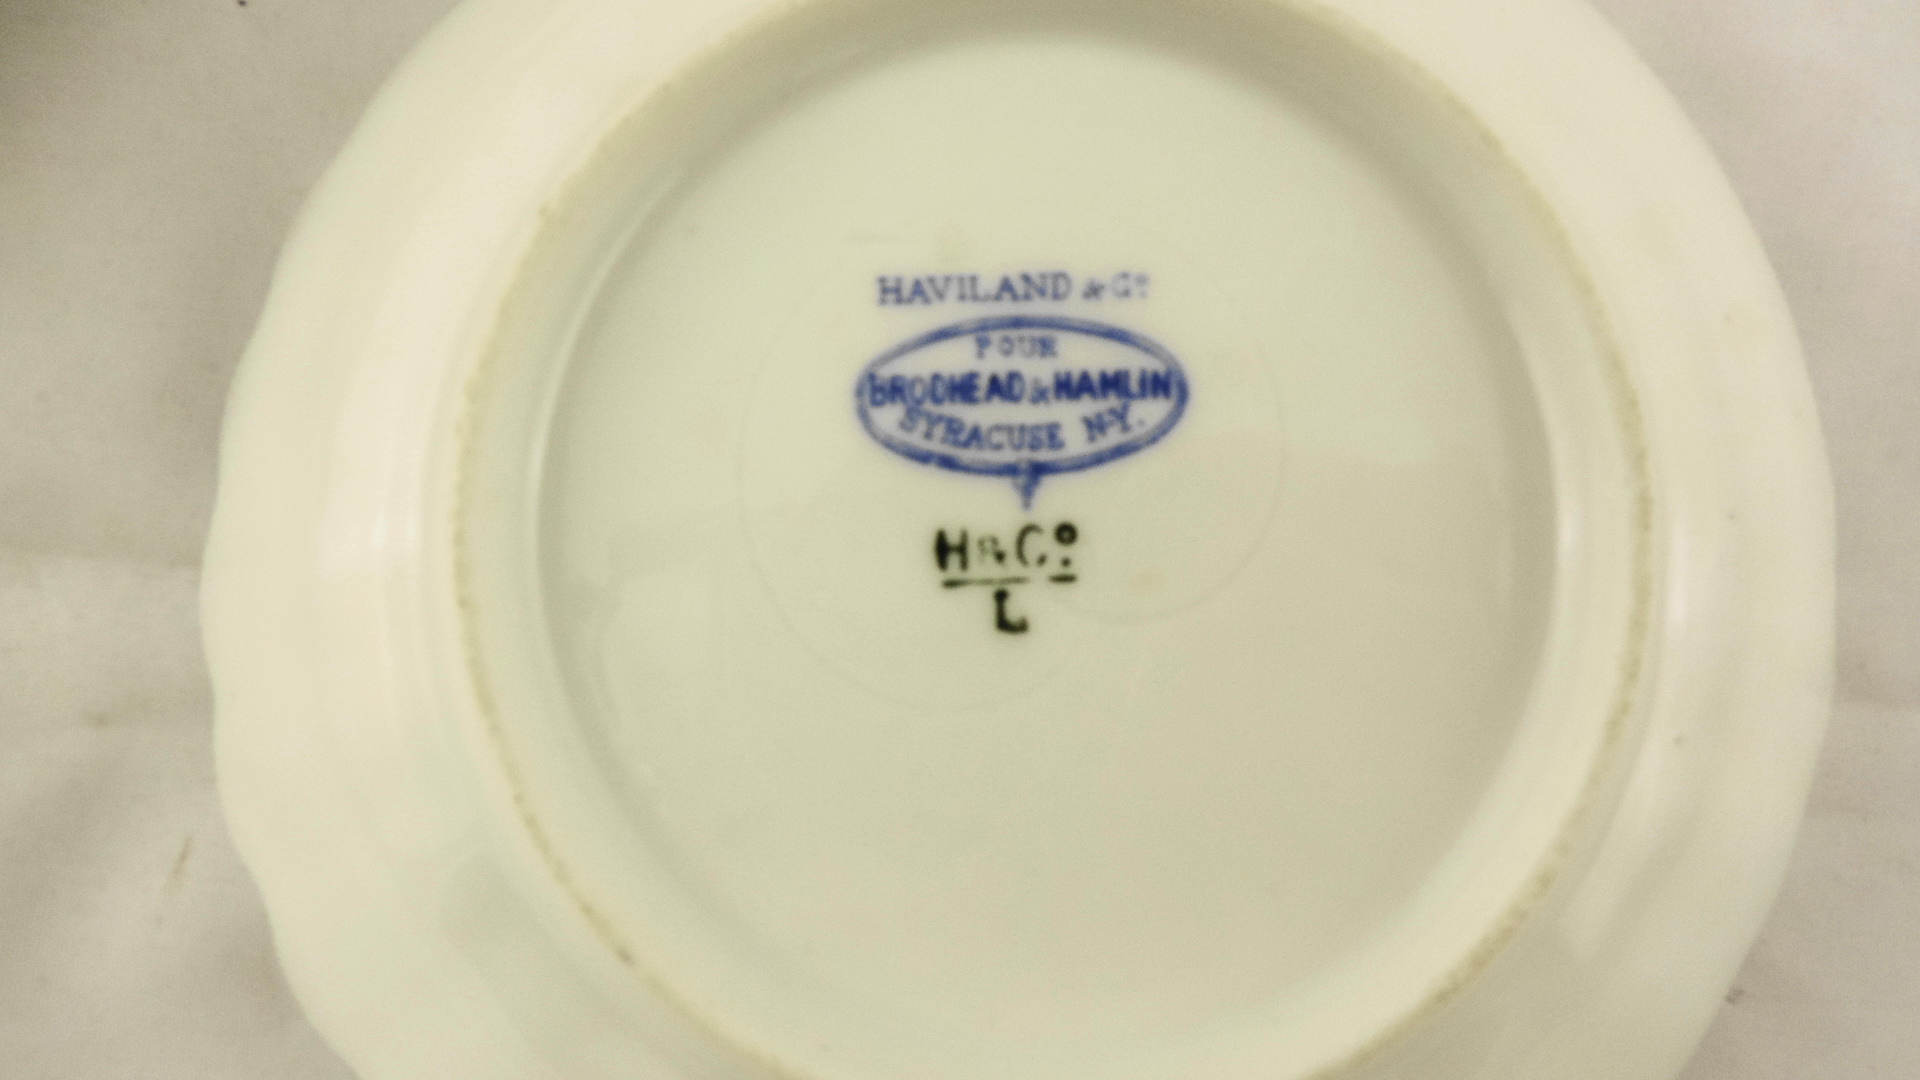 HAVILAND & Co
POUR
BRODHEAD & HAMLIN
SYRACUSE N-Y.
H & Co.
L